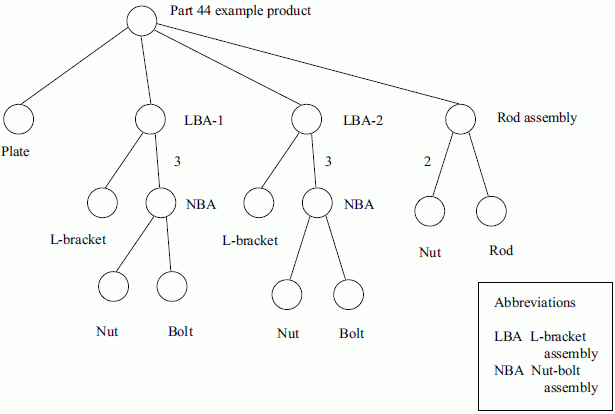 Part 44 example product
LBA-1
LBA-2
Rod assembly
Plate
3
3
2
NBA
NBA
L-bracket
L-bracket
Nut
Rod
Nut
Bolt
Nut
Bolt
Abbreviations
LBA L-bracket
assembly
NBA Nut-bolt
assembly